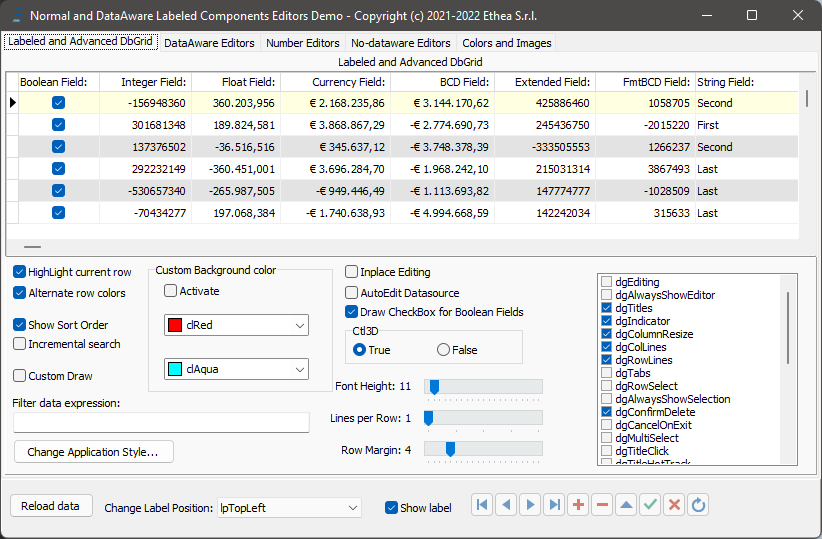 Normal and DataAware Labeled Components Editors Demo - Copyright (c) 2021-2022 Ethea S.r.l.
Labeled and Advanced DbGrid DataAware Editors Number Editors No-dataware Editors Colors and Images
Labeled and Advanced DbGrid
Boolean Field: Integer Field: Float Field: Currency Field: BCD Field: Extended Field: FmtBCD Field: String Field:
-156948360 360.203,956 € 2.168.235,86 € 3.144.170,62 425886460 1058705 Second
301681348 189.824,581 € 3.868.867,29 -€ 2.774.690,73 245436750 -2015220 First
137376502 -36.516,516 € 345.637,12 -€ 3.748.378,39 -333505553 1266237 Second
292232149 -360.451,001 € 3.696.284,70 -€ 1.968.242,10 215031314 3867493 Last
-530657340 -265.987,505 -€ 949.446,49 -€ 1.113.693,82 147774777 -1028509 Last
-70434277 197.068,384 -€ 1.740.638,93 -€ 4.994.668,59 142242034 315633 Last
HighLight current row
Alternate row colors
Show Sort Order
Incremental search
Custom Draw
Custom Background color
Activate
clRed
clAqua
Filter data expression:
Change Application Style...
Inplace Editing
AutoEdit Datasource
Draw CheckBox for Boolean Fields
Ctl3D
True False
Font Height: 11
Lines per Row: 1
Row Margin: 4
dgEditing
dgAlwaysShowEditor
dgTitles
dgIndicator
dgColumnResize
dgColLines
dgRowLines
dgTabs
dgRowSelect
dgAlwaysShowSelection
dgConfirmDelete
dgCancelOnExit
dgMultiSelect
dgTitleClick
dgTitleHotTrack
Reload data Change Label Position: lpTopLeft Show label